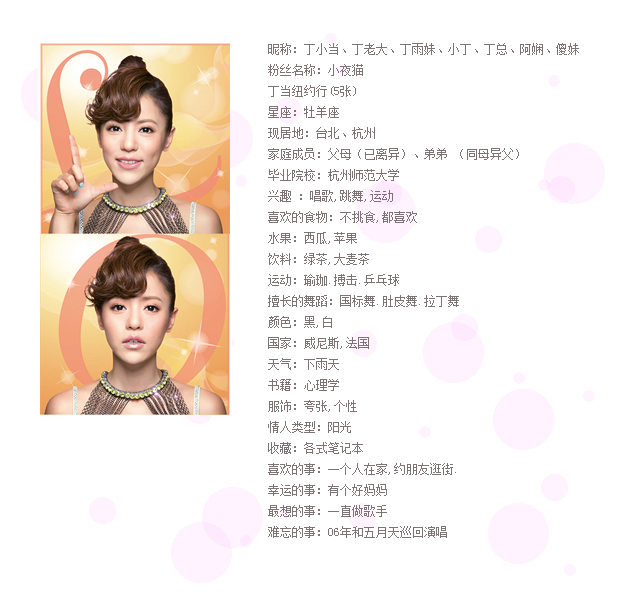 昵称：丁小当、丁老大、丁雨妹、小丁、丁总、阿娴、傻妹
粉丝名称：小夜猫
丁当纽约行(5张)
星座：牡羊座
现居地：台北、杭州
家庭成员：父母（已离异）、弟弟 （同母异父）
毕业院校：杭州师范大学
兴趣 ：唱歌,跳舞,运动
喜欢的食物：不挑食,都喜欢
水果：西瓜,苹果
饮料：绿茶,大麦茶
运动：瑜珈.搏击.乒乓球
擅长的舞蹈：国标舞.肚皮舞.拉丁舞
颜色：黑,白
国家：威尼斯,法国
天气：下雨天
书籍：心理学
服饰：夸张,个性
情人类型：阳光
收藏：各式笔记本
喜欢的事：一个人在家,约朋友逛街.
幸运的事：有个好妈妈
最想的事：一直做歌手
难忘的事：06年和五月天巡回演唱